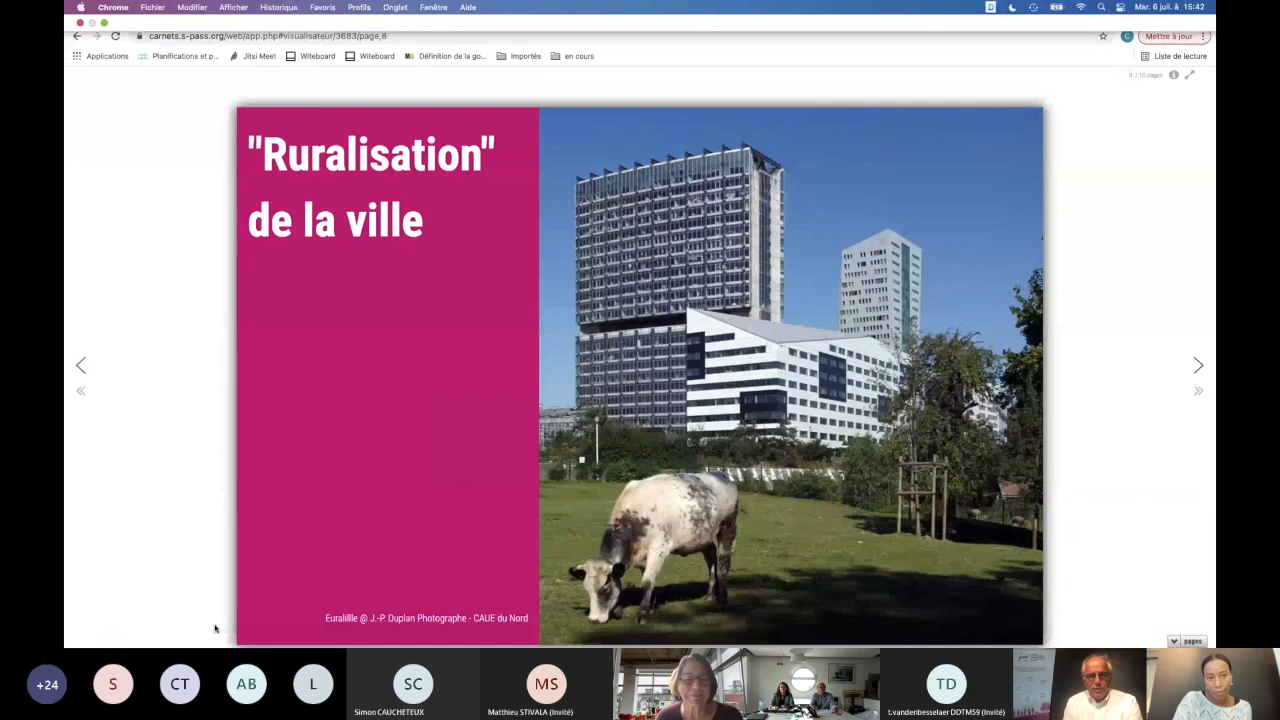 Chrome Fichier Modifier Afficher Historique Favoris Profils Onglet Fenêtre Aide Mar. 6 juil. à 15:42
carnets.s-pass.org/web/app.php#visualisateur/3683/page,8 C Mettre à jour
Applications Planifications et p... Jitsi Meet Witeboard Witeboard Définition de la go... Importés en cours Liste de lecture
"Ruralisation"
de la ville
Euralillle @ J.-P. Duplan Photographe - CAUE du Nord
pages
+24 S CT AB L SC MS TD
Simon CAUCHETEUX Matthieu STIVALA (Invité) t.vandenbesselaer DDTM59 (Invité)